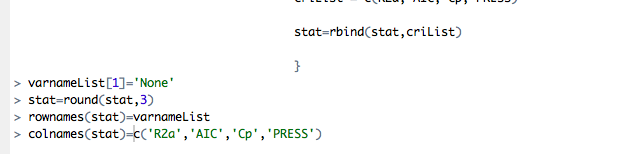 criList = c(R2a, AIC, Cp, PRESS)
stat=rbind(stat,criList)
}
> varnameList[1]='None'
> stat=round(stat,3)
> rownames(stat)=varnameList
> colnames(stat)=c('R2a','AIC','Cp','PRESS')